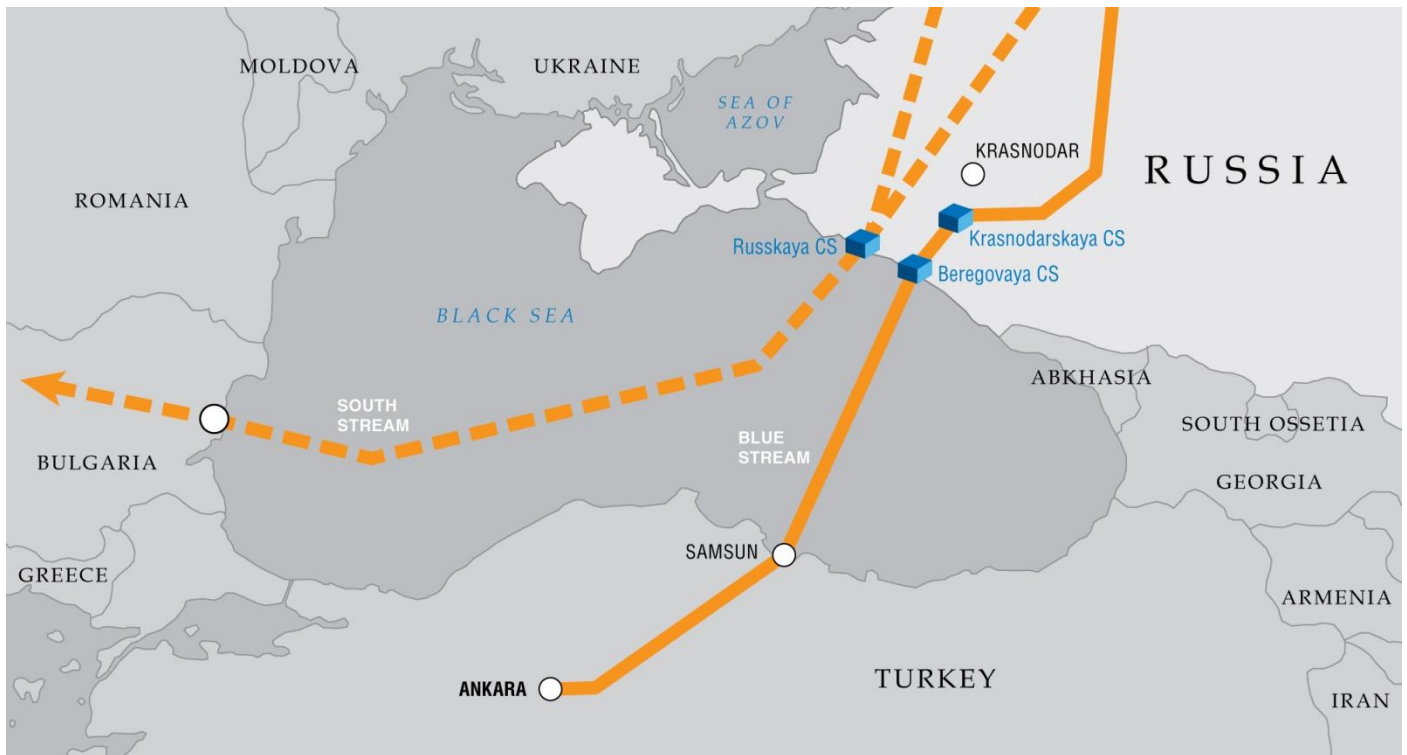 MOLDOVA
UKRAINE
SEA OF
AZOV
KRASNODAR
RUSSIA
ROMANIA
Russkaya CS
Krasnodarskaya CS
Beregovaya CS
BLACK SEA
ABKHASIA
SOUTH
STREAM
SOUTH OSSETIA
BLUE
STREAM
BULGARIA
GEORGIA
SAMSUN
GREECE
ARMENIA
ANKARA
TURKEY
IRAN